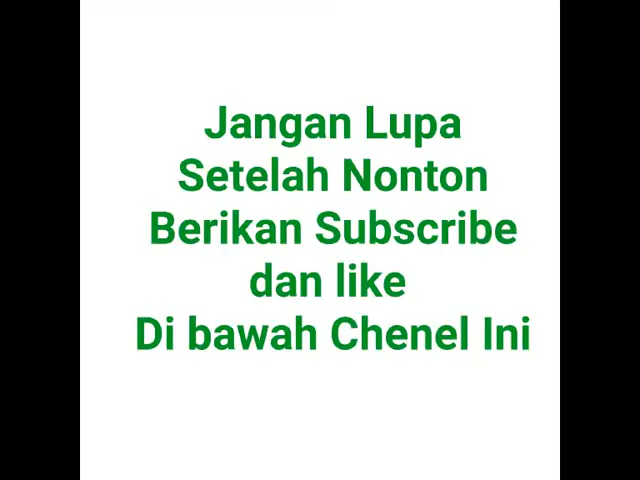 Jangan Lupa
Setelah Nonton
Berikan Subscribe
dan like
Di bawah Chenel Ini